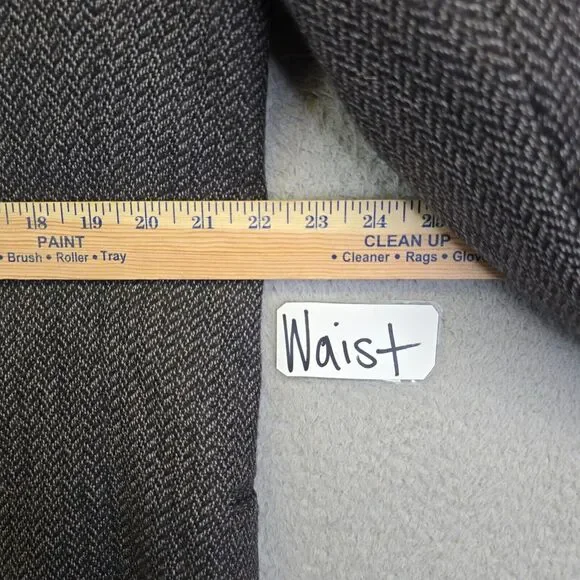 18 19 20 21 22 23 24
PAINT CLEAN UP
• Brush • Roller • Tray • Cleaner • Rags •
Waist